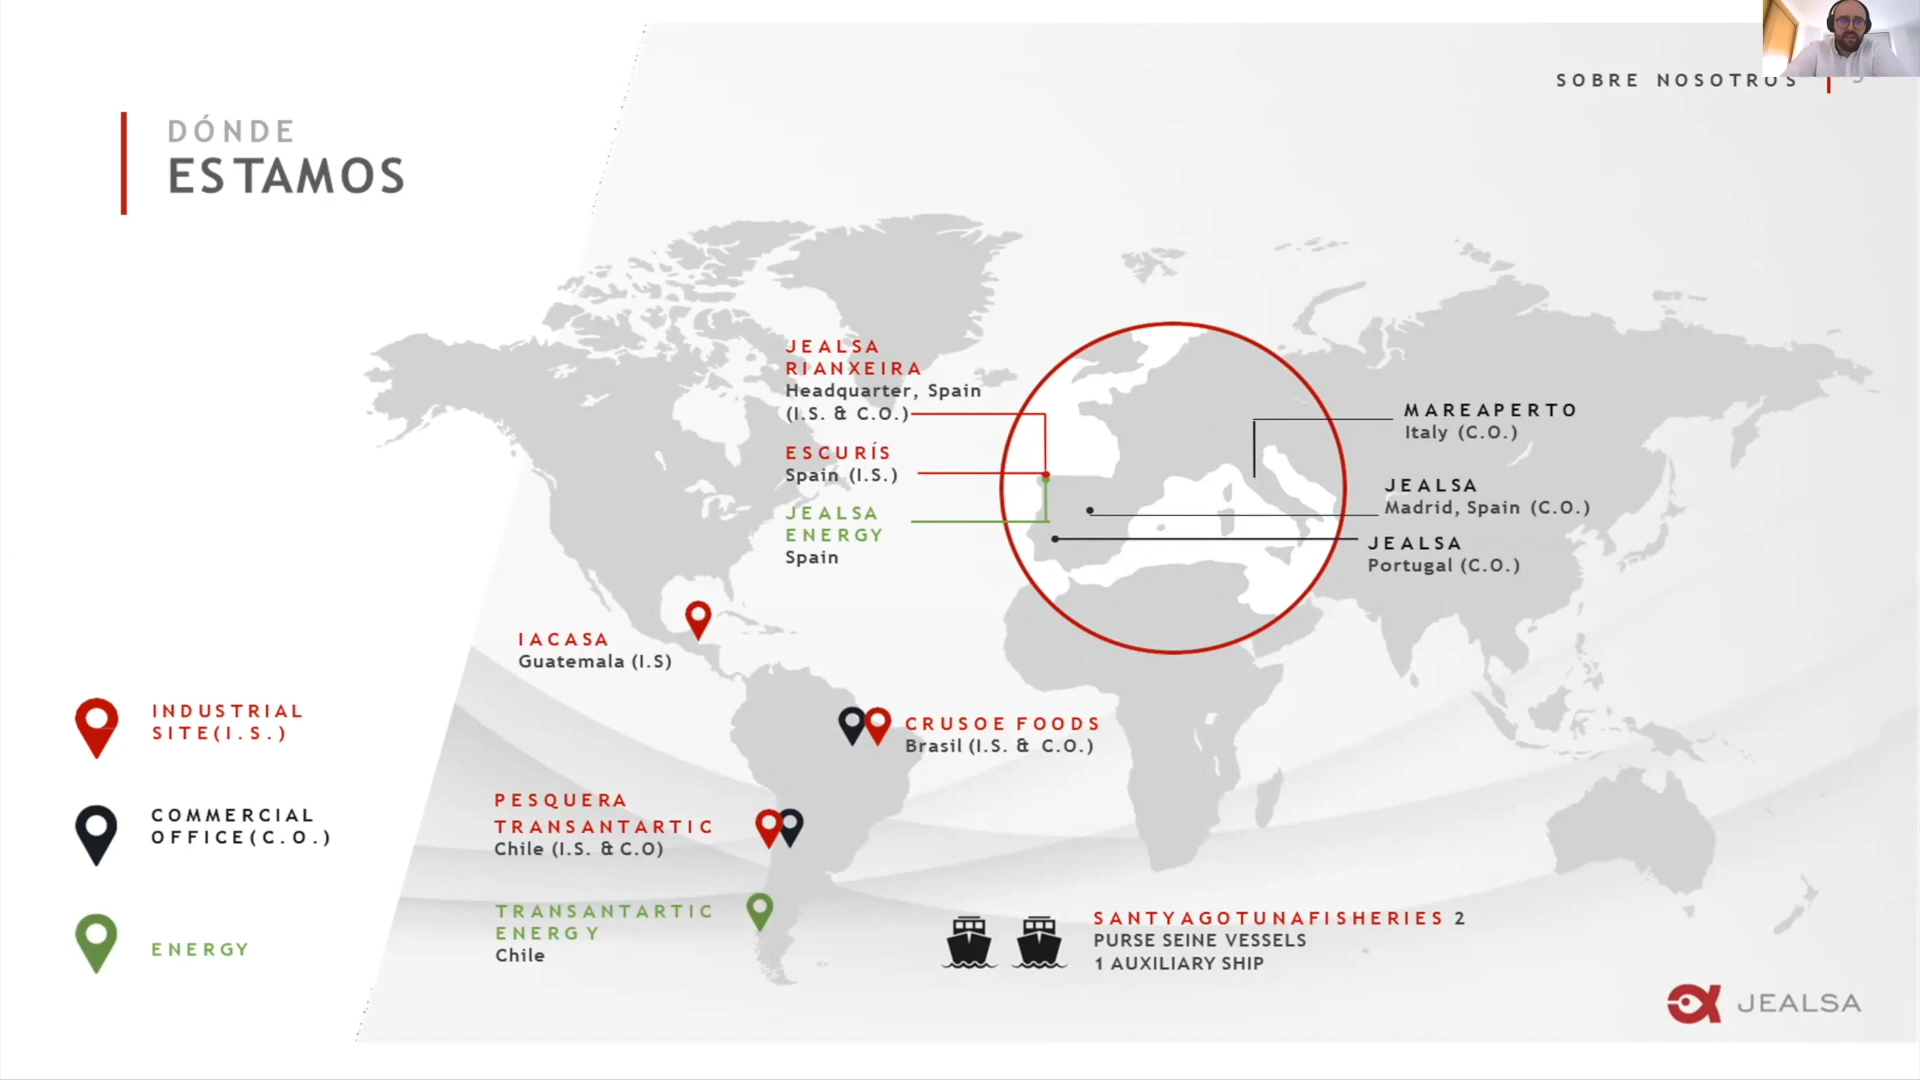 SOBRE NOSOTROS
DÓNDE
ESTAMOS
JEALSA
RIANXEIRA
Headquarter, Spain
(I.S. & C.O.)
ESCURÍS
Spain (I.S.)
JEALSA
ENERGY
Spain
MAREAPERTO
Italy (C.O.)
JEALSA
Madrid, Spain (C.O.)
JEALSA
Portugal (C.O.)
IACASA
Guatemala (I.S)
CRUSOE FOODS
Brasil (I.S. & C.O.)
PESQUERA
TRANSANTARTIC
Chile (I.S. & C.O)
TRANSANTARTIC
ENERGY
Chile
SANTYAGOTUNAFISHERIES 2
PURSE SEINE VESSELS
1 AUXILIARY SHIP
INDUSTRIAL
SITE(I.S.)
COMMERCIAL
OFFICE(C.O.)
ENERGY
JEALSA